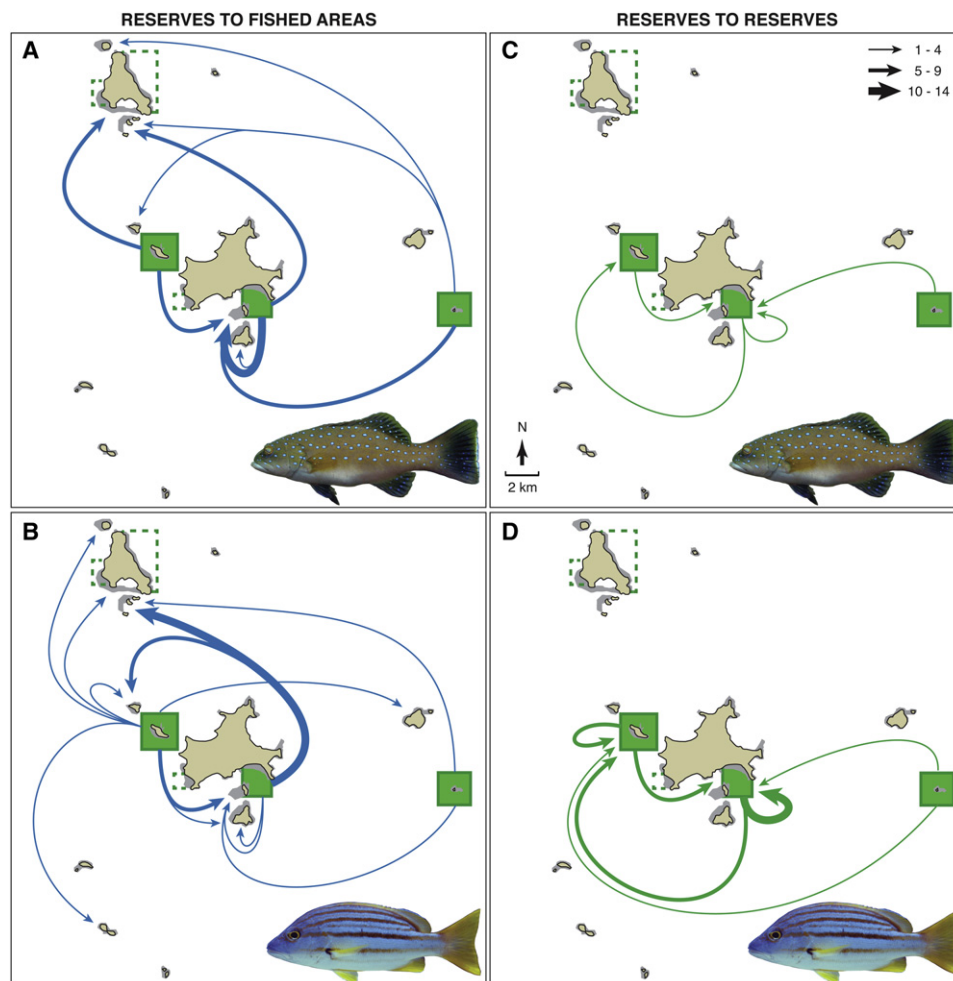 RESERVES TO FISHED AREAS
RESERVES TO RESERVES
A
C
1 - 4
5 - 9
10 - 14
N
2 km
B
D